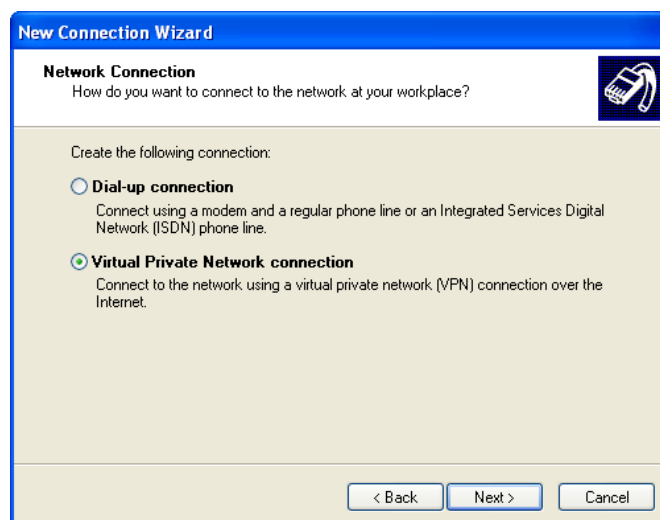 New Connection Wizard
Network Connection
How do you want to connect to the network at your workplace?
Create the following connection:
Dial-up connection
Connect using a modem and a regular phone line or an Integrated Services Digital
Network (ISDN) phone line.
Virtual Private Network connection
Connect to the network using a virtual private network (VPN) connection over the
Internet.
< Back Next > Cancel